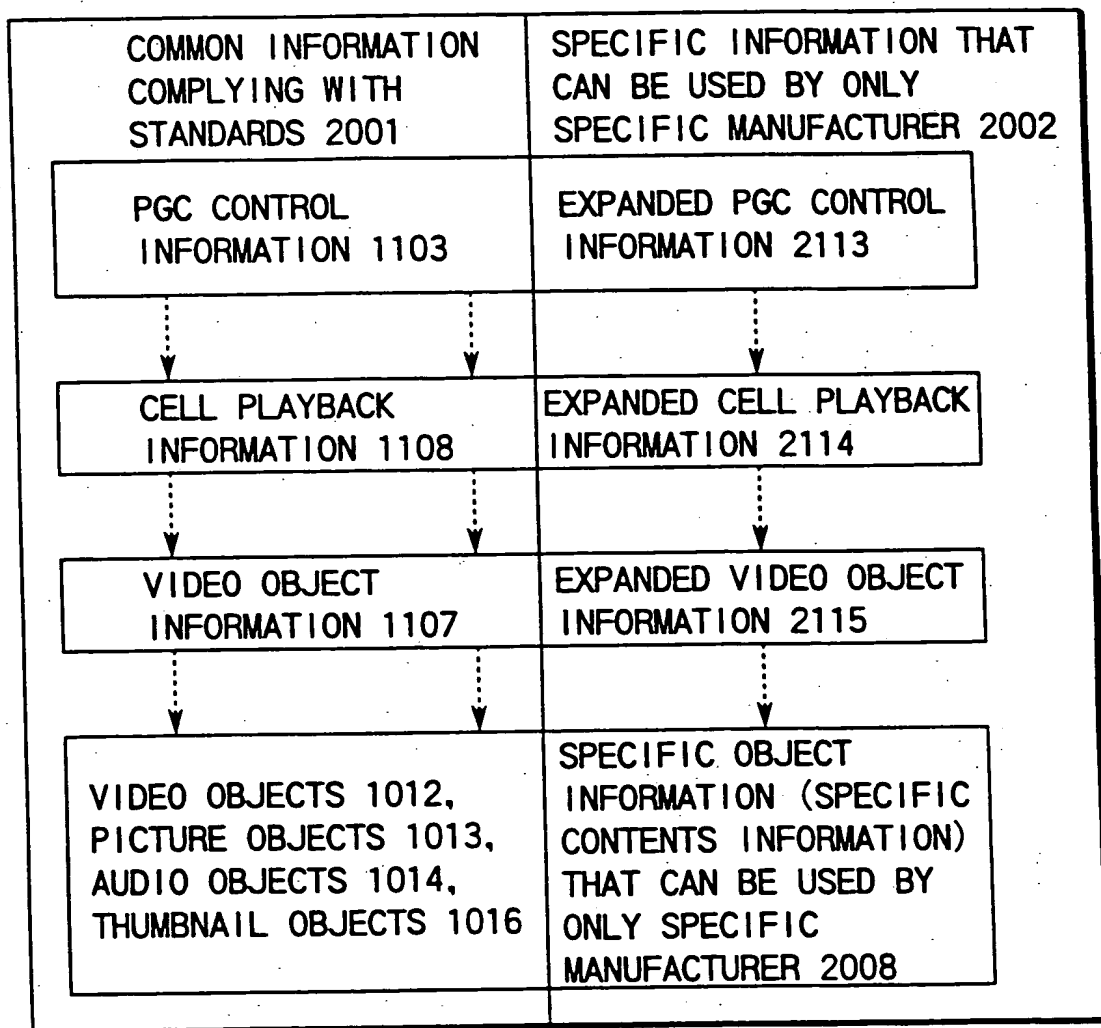 COMMON INFORMATION
COMPLYING WITH
STANDARDS 2001
SPECIFIC INFORMATION THAT
CAN BE USED BY ONLY
SPECIFIC MANUFACTURER 2002
PGC CONTROL
INFORMATION 1103
EXPANDED PGC CONTROL
INFORMATION 2113
CELL PLAYBACK
INFORMATION 1108
EXPANDED CELL PLAYBACK
INFORMATION 2114
VIDEO OBJECT
INFORMATION 1107
EXPANDED VIDEO OBJECT
INFORMATION 2115
VIDEO OBJECTS 1012,
PICTURE OBJECTS 1013,
AUDIO OBJECTS 1014,
THUMBNAIL OBJECTS 1016
SPECIFIC OBJECT
INFORMATION (SPECIFIC
CONTENTS INFORMATION)
THAT CAN BE USED BY
ONLY SPECIFIC
MANUFACTURER 2008